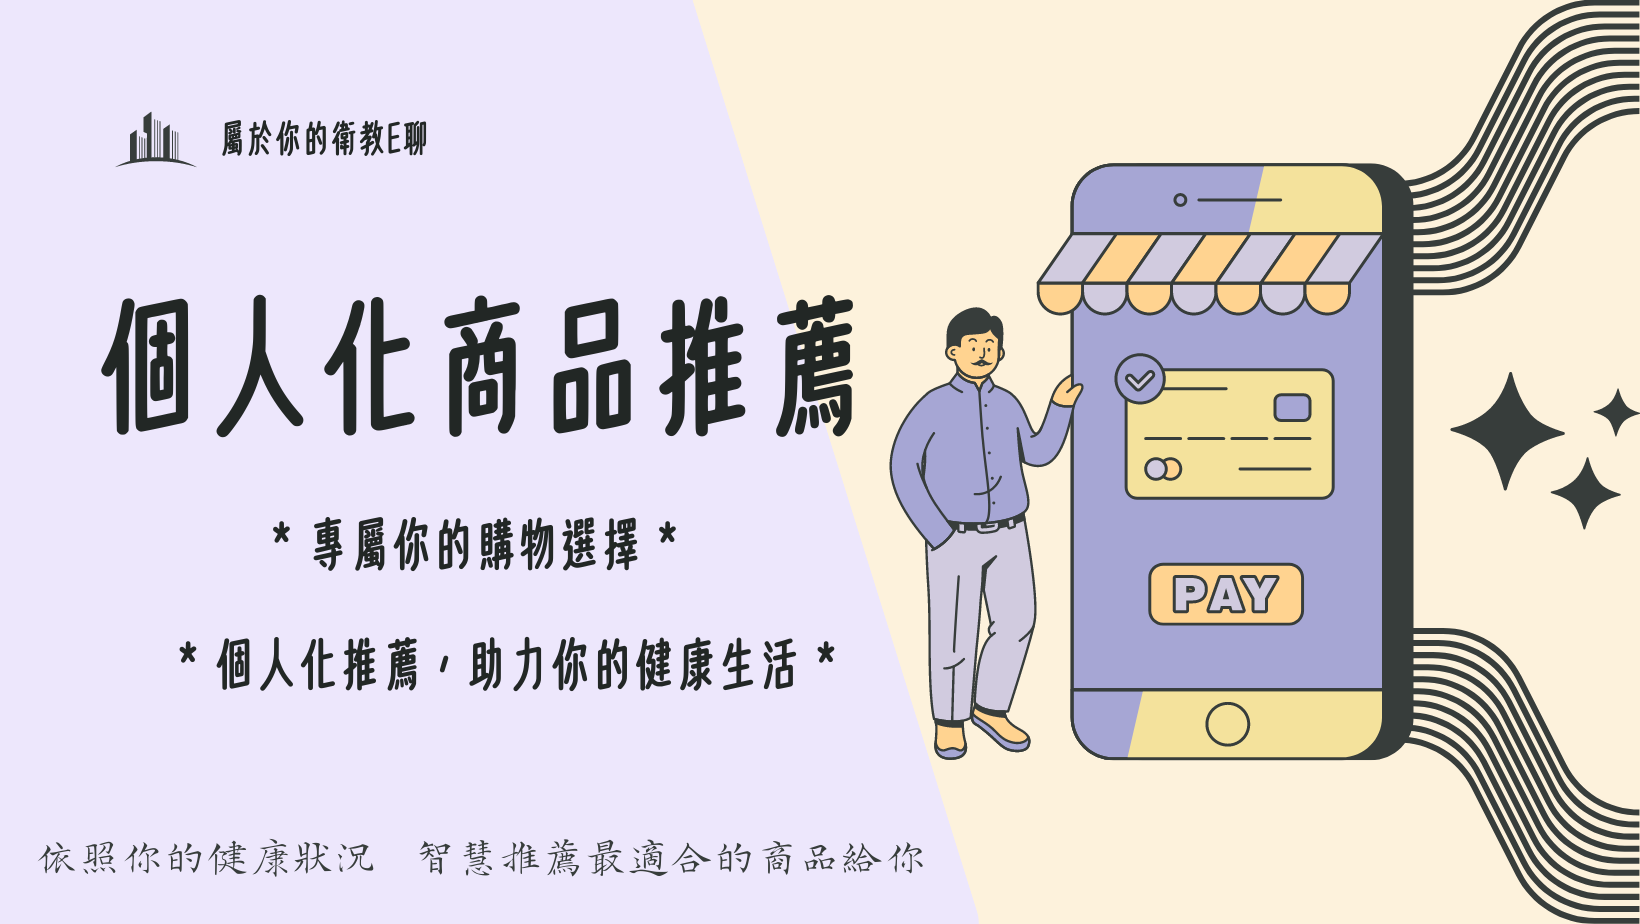 屬於你的衛教E聊
個人化商品推薦
* 專屬你的購物選擇 *
* 個人化推薦，助力你的健康生活 *
依照你的健康狀況　智慧推薦最適合的商品給你
PAY